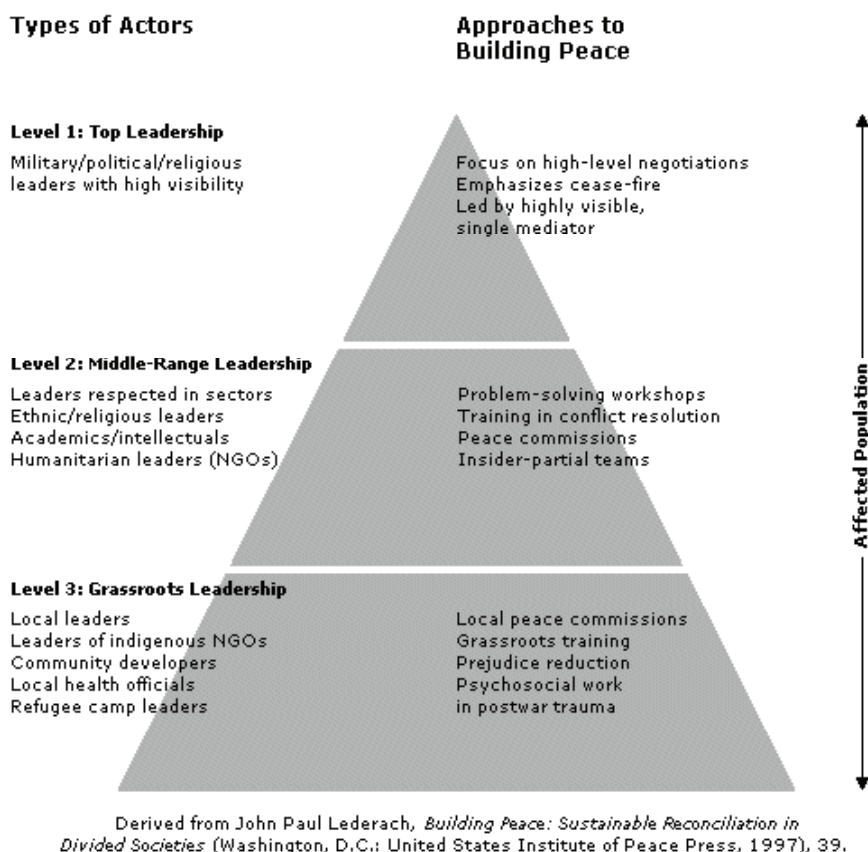 Types of Actors
Approaches to
Building Peace
Level 1: Top Leadership
Military/political/religious
leaders with high visibility
Focus on high-level negotiations
Emphasizes cease-fire
Led by highly visible,
single mediator
Level 2: Middle-Range Leadership
Leaders respected in sectors
Ethnic/religious leaders
Academics/intellectuals
Humanitarian leaders (NGOs)
Problem-solving workshops
Training in conflict resolution
Peace commissions
Insider-partial teams
Level 3: Grassroots Leadership
Local leaders
Leaders of indigenous NGOs
Community developers
Local health officials
Refugee camp leaders
Local peace commissions
Grassroots training
Prejudice reduction
Psychosocial work
in postwar trauma
Affected Population
Derived from John Paul Lederach, Building Peace: Sustainable Reconciliation in
Divided Societies (Washington, D.C.: United States Institute of Peace Press, 1997), 39.